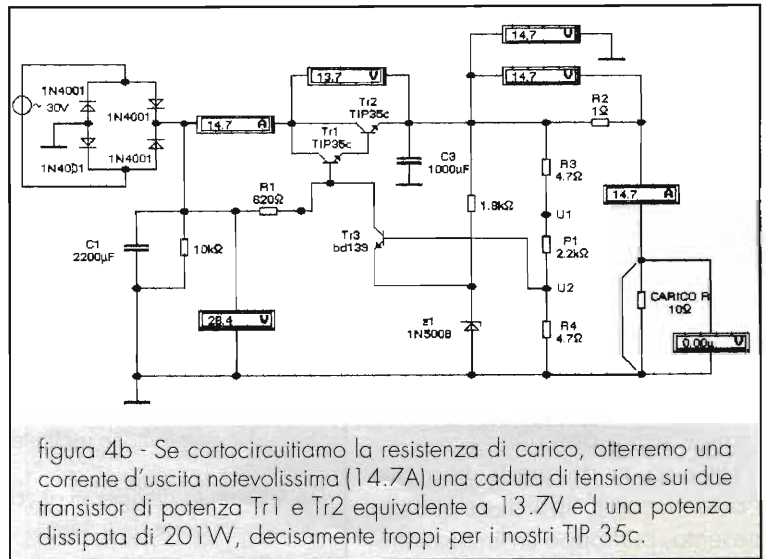 14.7 V
14.7 V
13.7 V
1N4001
1N4001
~ 30V
14.7 A
Tr2
TIP35c
Tr1
TIP35c
R2
1Ω
1N4001
1N4001
C3
1000µF
R3
4.7Ω
R1
820Ω
1.8kΩ
U1
14.7 A
Tr3
bd139
P1
2.2kΩ
C1
2200µF
10kΩ
U2
CARICO R
10Ω
28.4 V
z1
1N5008
R4
4.7Ω
0.00u V
figura 4b - Se cortocircuitiamo la resistenza di carico, otterremo una
corrente d'uscita notevolissima (14.7A) una caduta di tensione sui due
transistor di potenza Tr1 e Tr2 equivalente a 13.7V ed una potenza
dissipata di 201W, decisamente troppi per i nostri TIP 35c.